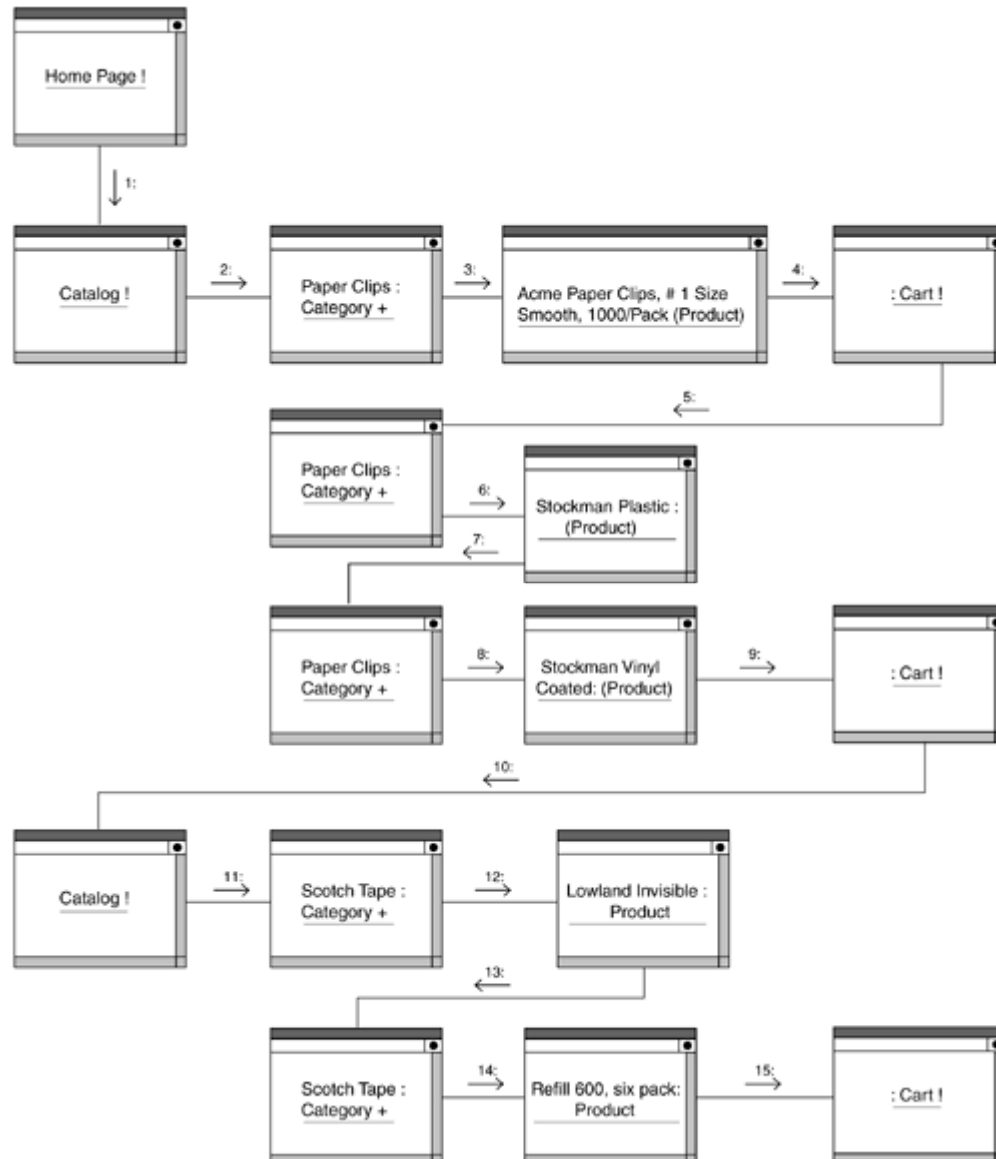 Home Page !
1:
Catalog !
2:
Paper Clips :
Category +
3:
Acme Paper Clips, # 1 Size
Smooth, 1000/Pack (Product)
4:
: Cart !
5:
Paper Clips :
Category +
6:
Stockman Plastic :
(Product)
7:
Paper Clips :
Category +
8:
Stockman Vinyl
Coated: (Product)
9:
: Cart !
10:
Catalog !
11:
Scotch Tape :
Category +
12:
Lowland Invisible :
Product
13:
Scotch Tape :
Category +
14:
Refill 600, six pack:
Product
15:
: Cart !